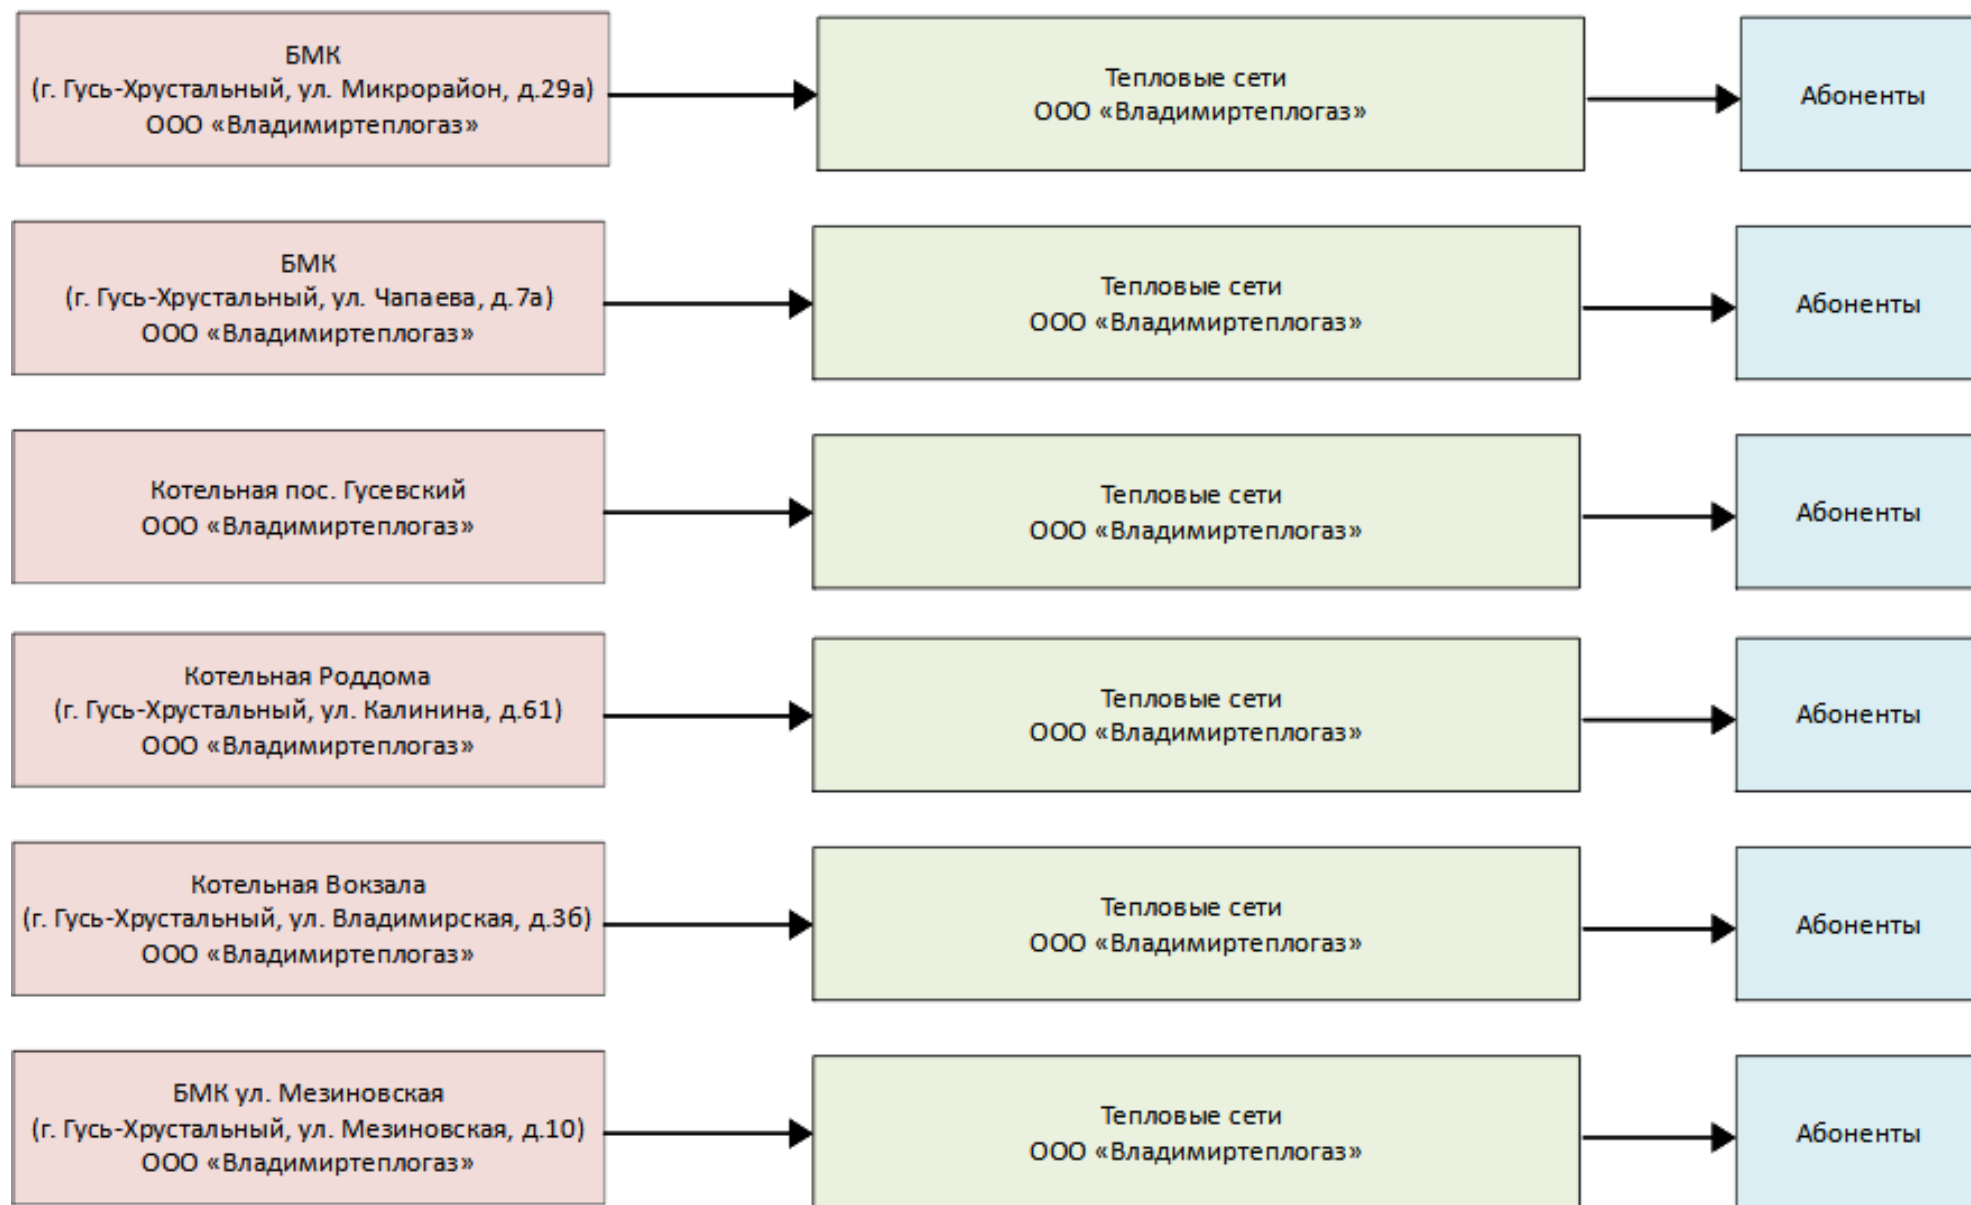 БМК
(г. Гусь-Хрустальный, ул. Микрорайон, д.29а)
ООО «Владимиртеплогаз»
Тепловые сети
ООО «Владимиртеплогаз»
Абоненты
БМК
(г. Гусь-Хрустальный, ул. Чапаева, д.7а)
ООО «Владимиртеплогаз»
Тепловые сети
ООО «Владимиртеплогаз»
Абоненты
Котельная пос. Гусевский
ООО «Владимиртеплогаз»
Тепловые сети
ООО «Владимиртеплогаз»
Абоненты
Котельная Роддома
(г. Гусь-Хрустальный, ул. Калинина, д.61)
ООО «Владимиртеплогаз»
Тепловые сети
ООО «Владимиртеплогаз»
Абоненты
Котельная Вокзала
(г. Гусь-Хрустальный, ул. Владимирская, д.3б)
ООО «Владимиртеплогаз»
Тепловые сети
ООО «Владимиртеплогаз»
Абоненты
БМК ул. Мезиновская
(г. Гусь-Хрустальный, ул. Мезиновская, д.10)
ООО «Владимиртеплогаз»
Тепловые сети
ООО «Владимиртеплогаз»
Абоненты